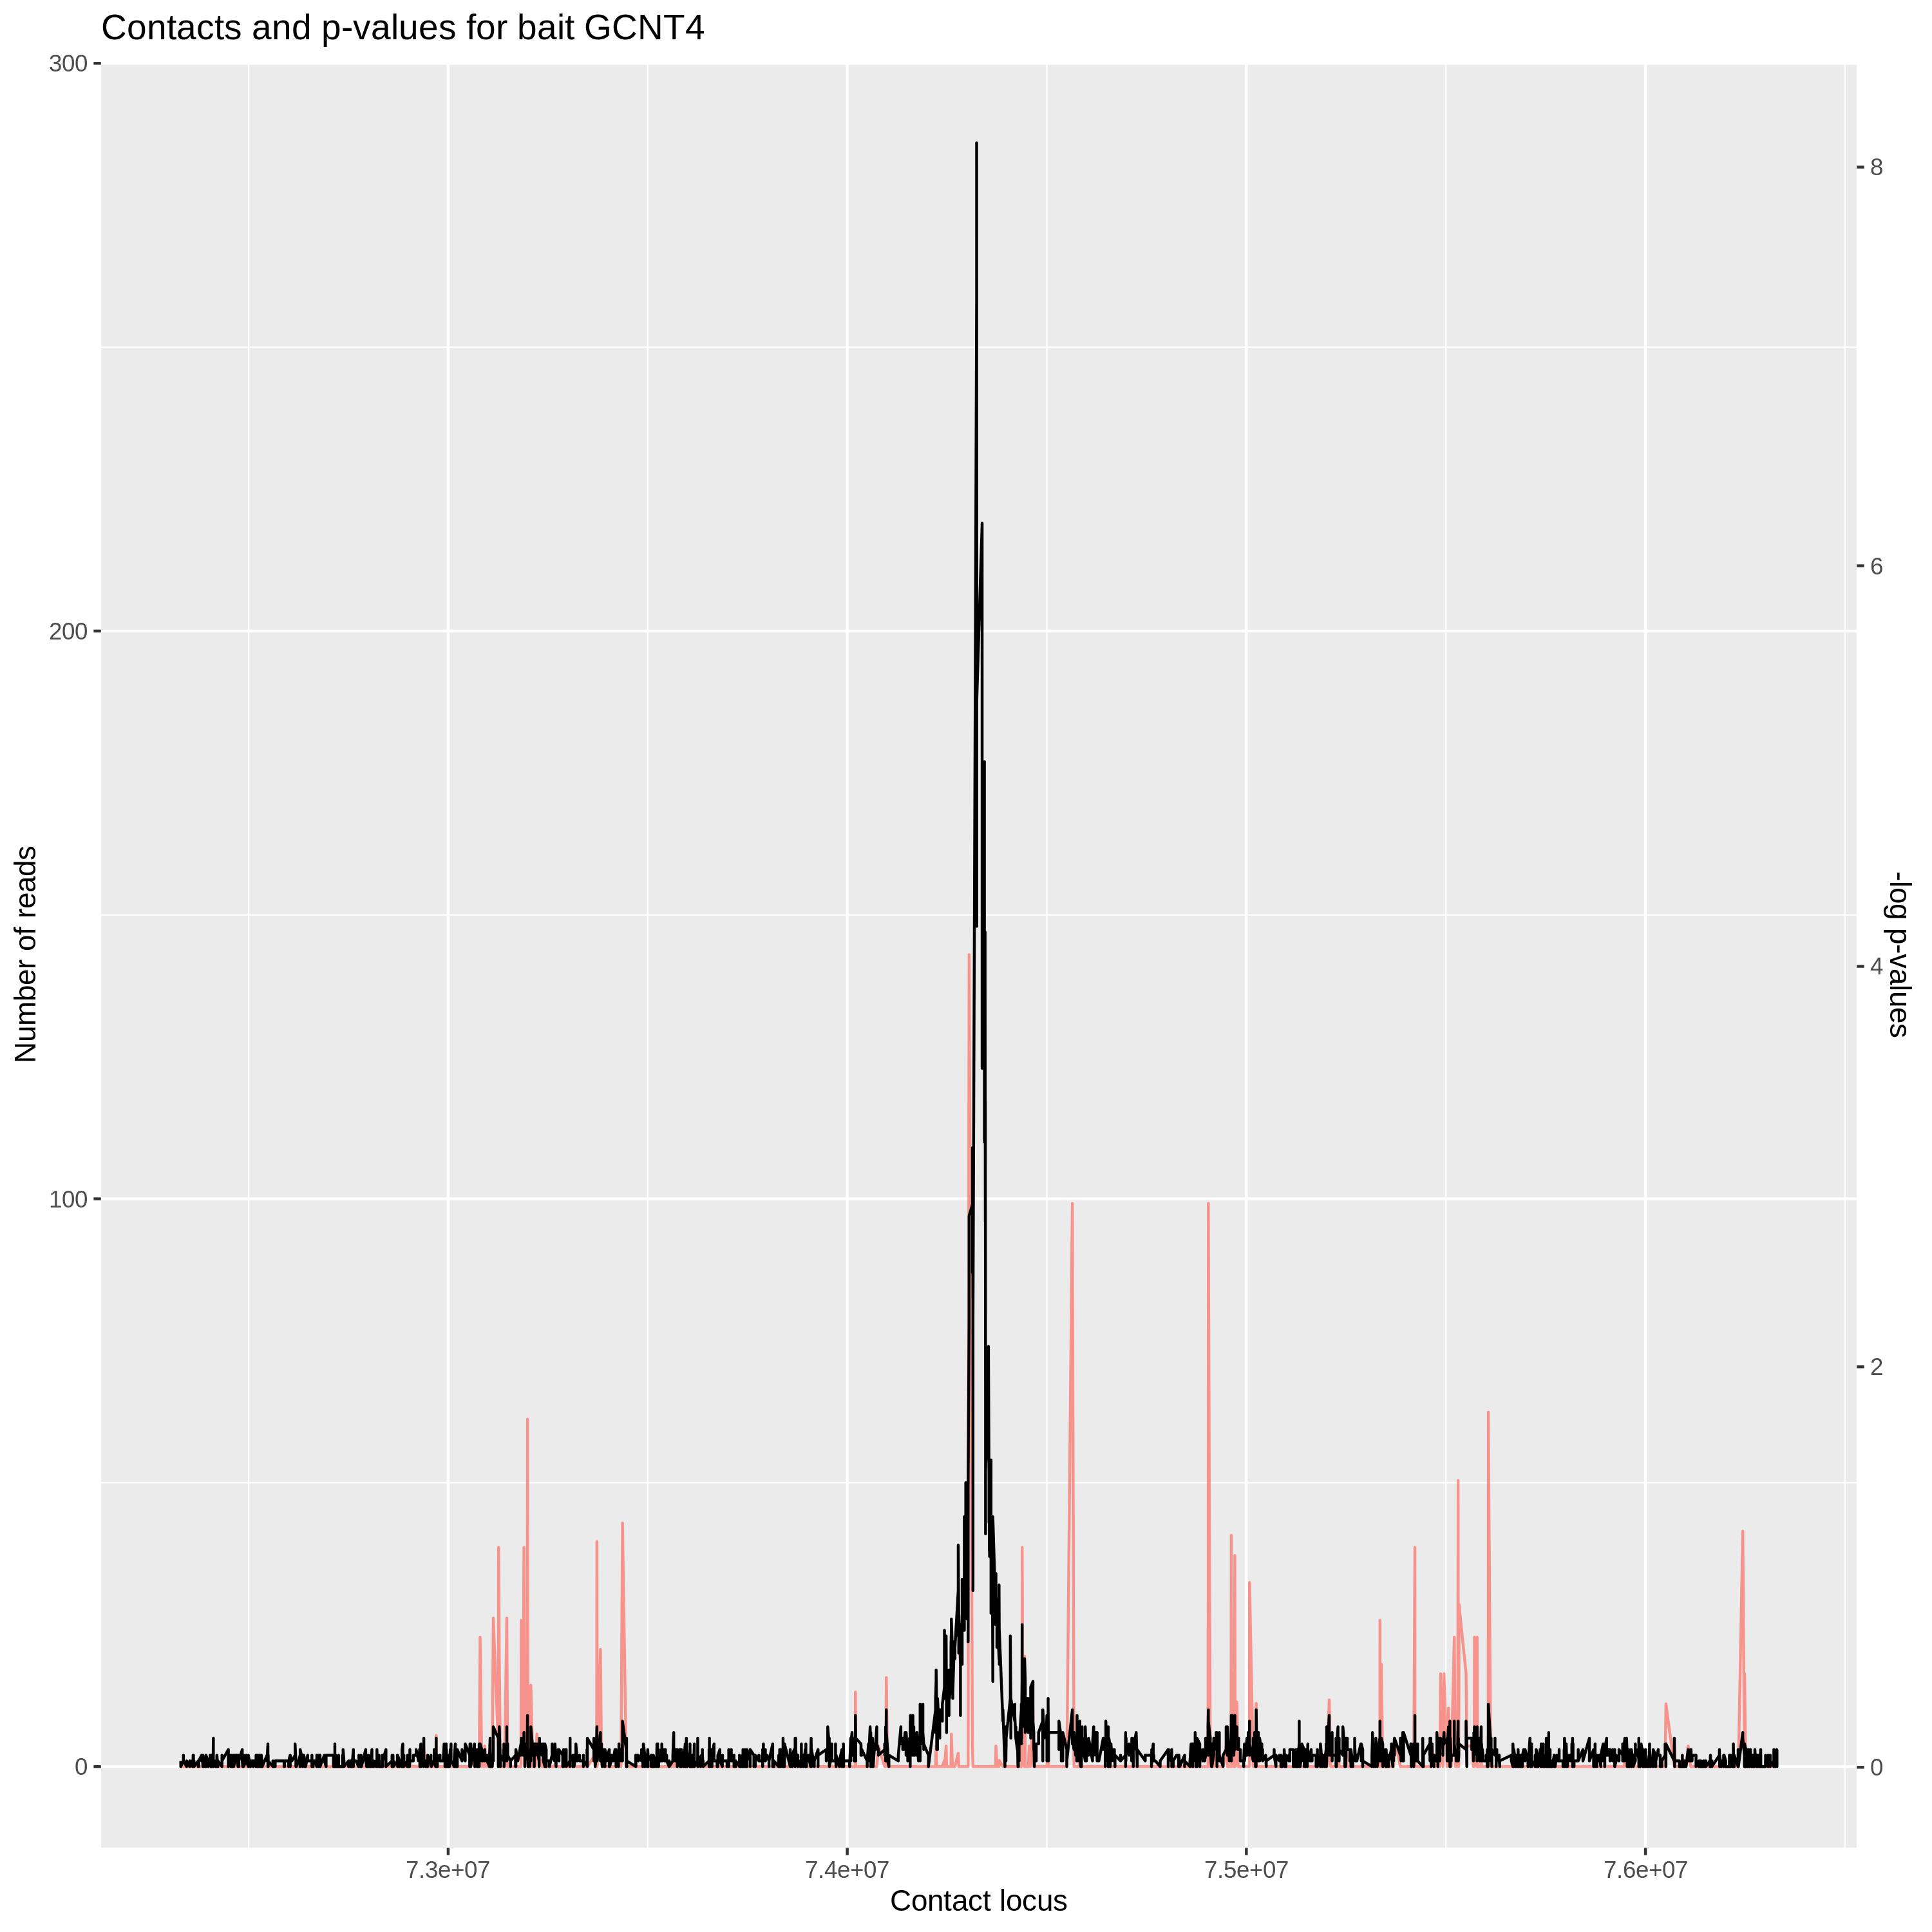 Contacts and p-values for bait GCNT4
300
200
100
0
Number of reads
8
6
4
2
0
-log p-values
7.3e+07
7.4e+07
7.5e+07
7.6e+07
Contact locus